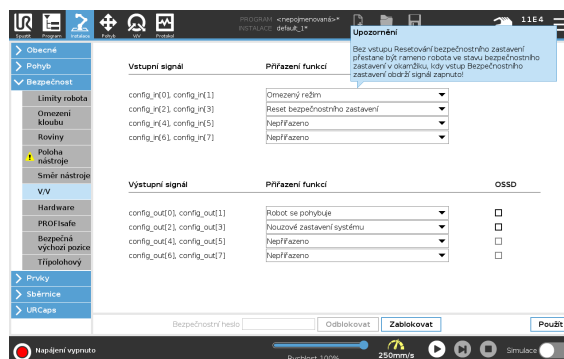 PROGRAM <nepojmenovaná>*
INSTALACE default_1*
11E4
Spustit Program Instalace Pohyb V/V Protokol
Upozornění
Bez vstupu Resetování bezpečnostního zastavení
přestane být rameno robota ve stavu bezpečnostního
zastavení v okamžiku, kdy vstup Bezpečnostního
zastavení obdrží signál zapnuto!
Obecné
Pohyb
Bezpečnost
Limity robota
Omezení
kloubu
Roviny
Poloha
nástroje
Směr nástroje
V/V
Hardware
PROFIsafe
Bezpečná
výchozí pozice
Třípolohový
Prvky
Sběrnice
URCaps
Vstupní signál Přiřazení funkcí
config_in[0], config_in[1] Omezený režim
config_in[2], config_in[3] Reset bezpečnostního zastavení
config_in[4], config_in[5] Nepřiřazeno
config_in[6], config_in[7] Nepřiřazeno
Výstupní signál Přiřazení funkcí OSSD
config_out[0], config_out[1] Robot se pohybuje
config_out[2], config_out[3] Nouzové zastavení systému
config_out[4], config_out[5] Nepřiřazeno
config_out[6], config_out[7] Nepřiřazeno
Bezpečnostní heslo Odblokovat Zablokovat Použít
Napájení vypnuto
Rychlost 100%
250mm/s
Simulace